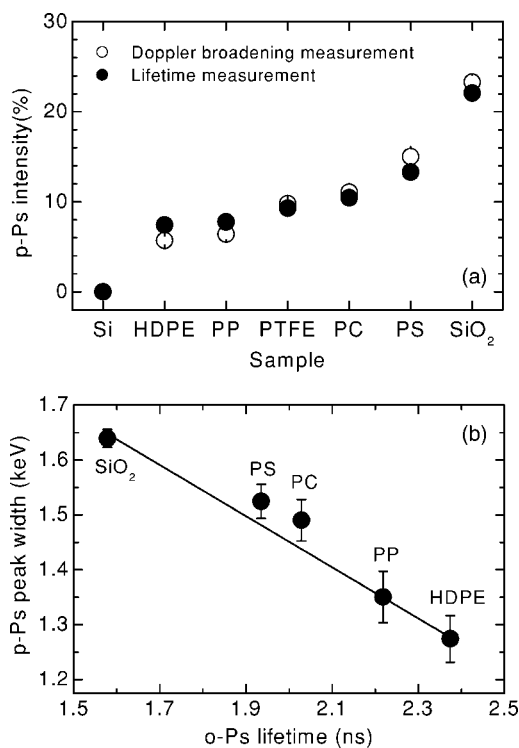 30
20
10
0
p-Ps intensity(%)
Doppler broadening measurement
Lifetime measurement
(a)
Si HDPE PP PTFE PC PS SiO₂
Sample
1.7
1.6
1.5
1.4
1.3
1.2
p-Ps peak width (keV)
(b)
SiO₂
PS
PC
PP
HDPE
1.5 1.7 1.9 2.1 2.3 2.5
o-Ps lifetime (ns)